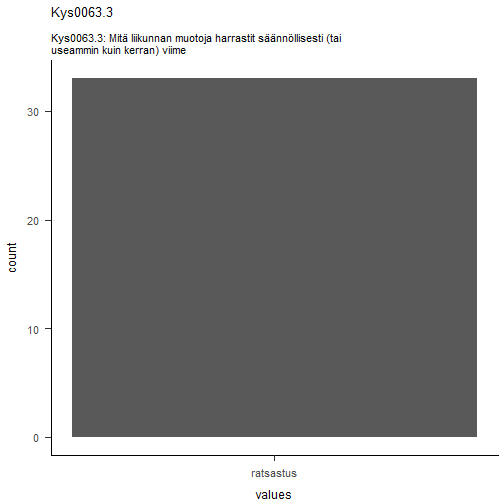 Kys0063.3
Kys0063.3: Mitä liikunnan muotoja harrastit säännöllisesti (tai
useammin kuin kerran) viime
30
20
10
0
count
ratsastus
values